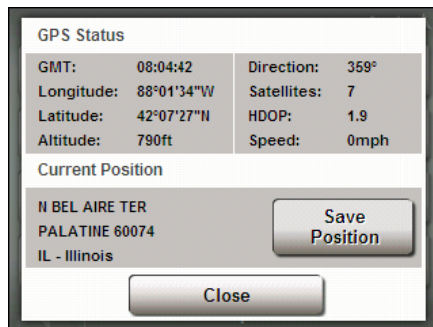 GPS Status
GMT: 08:04:42 Direction: 359°
Longitude: 88°01'34"W Satellites: 7
Latitude: 42°07'27"N HDOP: 1.9
Altitude: 790ft Speed: 0mph
Current Position
N BEL AIRE TER
PALATINE 60074
IL - Illinois
Save
Position
Close